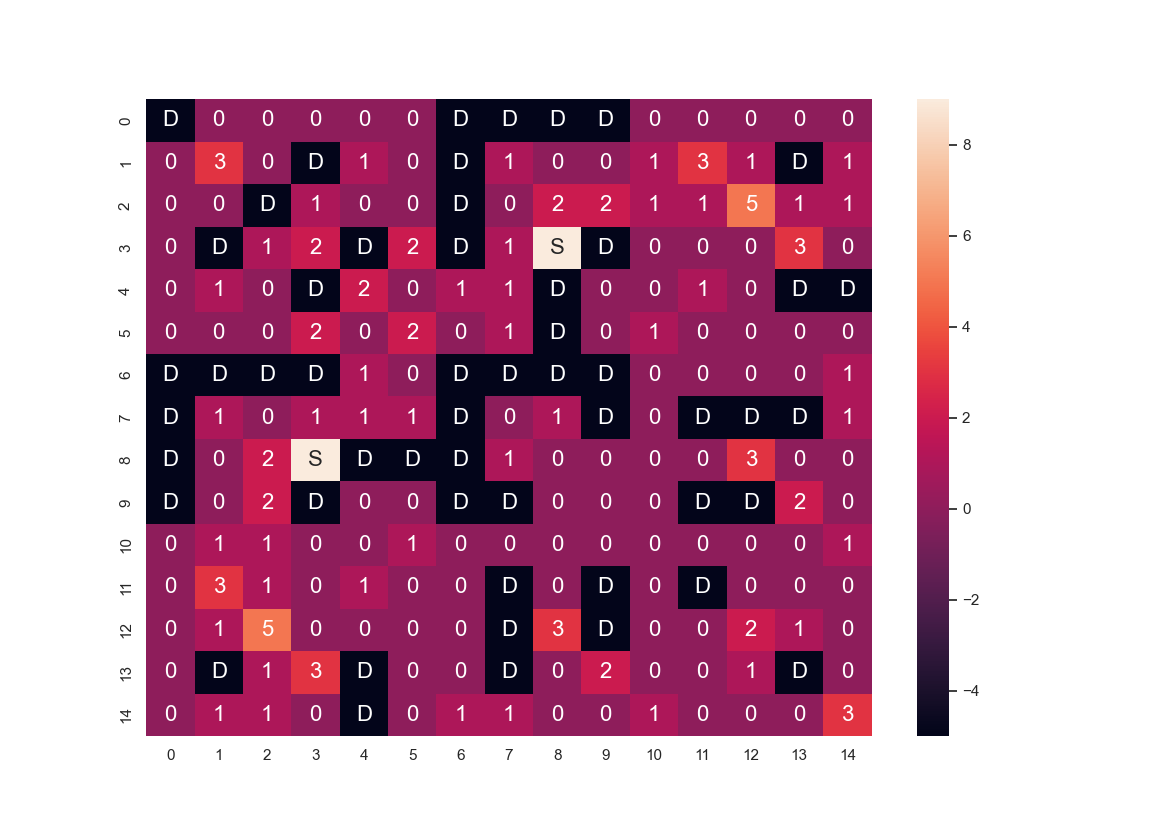 0 D 0 0 0 0 0 D D D D 0 0 0 0 0
1 0 3 0 D 1 0 D 1 0 0 1 3 1 D 1 8
2 0 0 D 1 0 0 D 0 2 2 1 1 5 1 1
3 0 D 1 2 D 2 D 1 S D 0 0 0 3 0 6
4 0 1 0 D 2 0 1 1 D 0 0 1 0 D D
5 0 0 0 2 0 2 0 1 D 0 1 0 0 0 0 4
6 D D D D 1 0 D D D D 0 0 0 0 1
7 D 1 0 1 1 1 D 0 1 D 0 D D D 1 2
8 D 0 2 S D D D 1 0 0 0 0 3 0 0
9 D 0 2 D 0 0 D D 0 0 0 D D 2 0 0
10 0 1 1 0 0 1 0 0 0 0 0 0 0 0 1
11 0 3 1 0 1 0 0 D 0 D 0 D 0 0 0 −2
12 0 1 5 0 0 0 0 D 3 D 0 0 2 1 0
13 0 D 1 3 D 0 0 D 0 2 0 0 1 D 0 −4
14 0 1 1 0 D 0 1 1 0 0 1 0 0 0 3
0 1 2 3 4 5 6 7 8 9 10 11 12 13 14